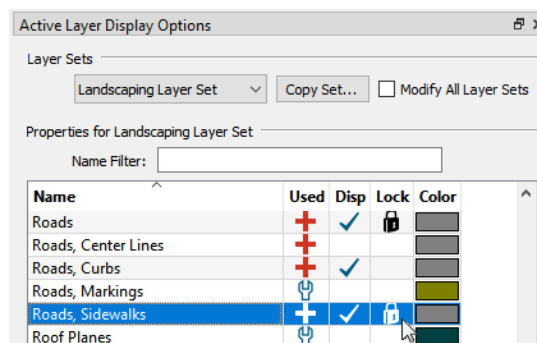 Active Layer Display Options
Layer Sets
Landscaping Layer Set Copy Set... Modify All Layer Sets
Properties for Landscaping Layer Set
Name Filter:
Name Used Disp Lock Color
Roads
Roads, Center Lines
Roads, Curbs
Roads, Markings
Roads, Sidewalks
Roof Planes